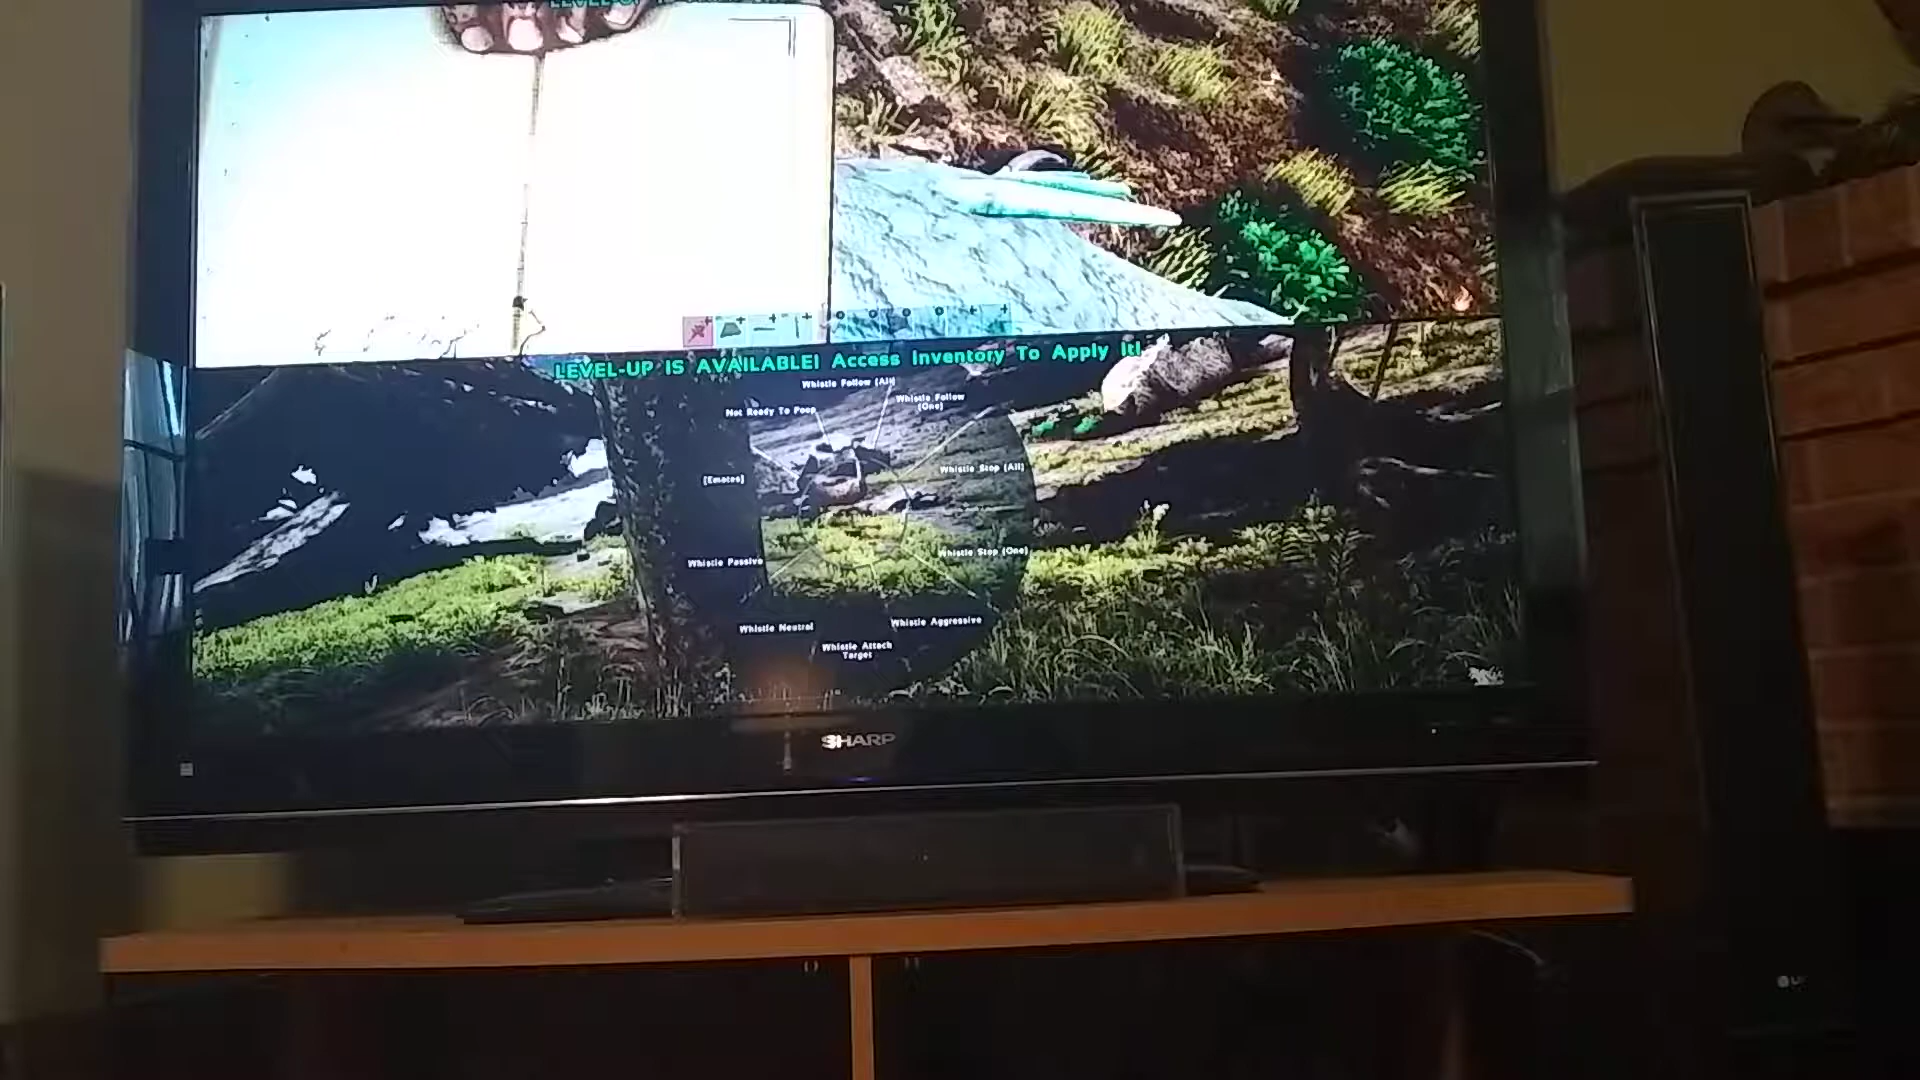 LEVEL-UP IS AVAILABLE! Access Inventory To Apply It!
Whistle Follow (All)
Whistle Follow
(One)
Not Ready To Poop
Whistle Stop (All)
[Emotes]
Whistle Stop (One)
Whistle Passive
Whistle Aggressive
Whistle Neutral
Whistle Attack
Target
SHARP